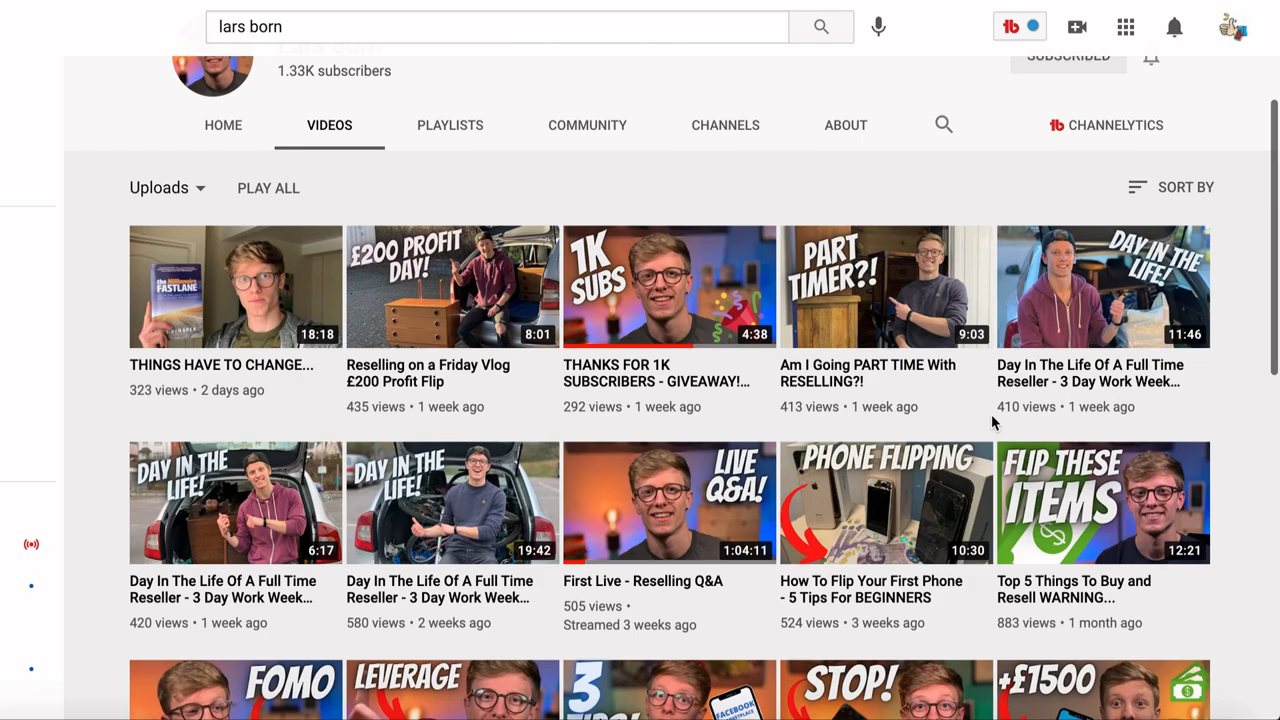 lars born
tb
1.33K subscribers
SUBSCRIBED
HOME
VIDEOS
PLAYLISTS
COMMUNITY
CHANNELS
ABOUT
tb CHANNELYTICS
Uploads
PLAY ALL
SORT BY
the Millionaire
FASTLANE
18:18
£200 PROFIT
DAY!
8:01
1K
SUBS
4:38
PART
TIMER?!
9:03
DAY IN THE
LIFE!
11:46
THINGS HAVE TO CHANGE...
323 views • 2 days ago
Reselling on a Friday Vlog
£200 Profit Flip
435 views • 1 week ago
THANKS FOR 1K
SUBSCRIBERS - GIVEAWAY!...
292 views • 1 week ago
Am I Going PART TIME With
RESELLING?!
413 views • 1 week ago
Day In The Life Of A Full Time
Reseller - 3 Day Work Week...
410 views • 1 week ago
DAY IN THE
LIFE!
6:17
DAY IN THE
LIFE!
19:42
LIVE
Q&A!
1:04:11
PHONE FLIPPING
10:30
FLIP THESE
ITEMS
12:21
Day In The Life Of A Full Time
Reseller - 3 Day Work Week...
420 views • 1 week ago
Day In The Life Of A Full Time
Reseller - 3 Day Work Week...
580 views • 2 weeks ago
First Live - Reselling Q&A
505 views •
Streamed 3 weeks ago
How To Flip Your First Phone
- 5 Tips For BEGINNERS
524 views • 3 weeks ago
Top 5 Things To Buy and
Resell WARNING...
883 views • 1 month ago
FOMO
LEVERAGE
3
FACEBOOK
STOP!
+£1500